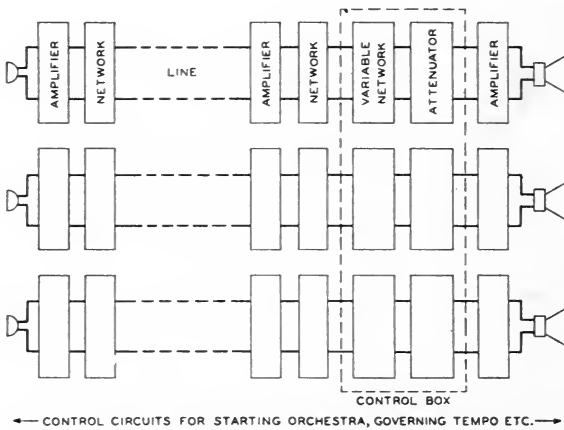 AMPLIFIER
NETWORK
LINE
AMPLIFIER
NETWORK
VARIABLE
NETWORK
ATTENUATOR
AMPLIFIER
CONTROL BOX
CONTROL CIRCUITS FOR STARTING ORCHESTRA, GOVERNING TEMPO ETC.